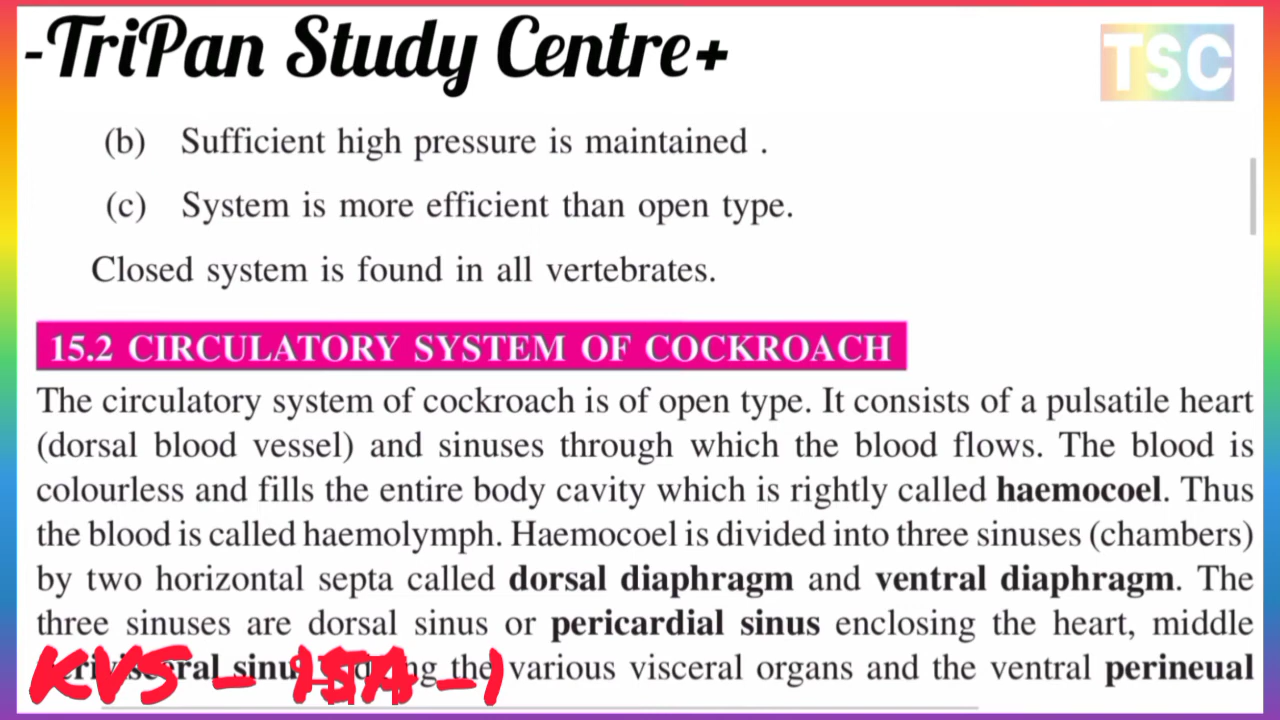 -TriPan Study Centre+
TSC
(b) Sufficient high pressure is maintained .
(c) System is more efficient than open type.
Closed system is found in all vertebrates.
15.2 CIRCULATORY SYSTEM OF COCKROACH
The circulatory system of cockroach is of open type. It consists of a pulsatile heart
(dorsal blood vessel) and sinuses through which the blood flows. The blood is
colourless and fills the entire body cavity which is rightly called haemocoel. Thus
the blood is called haemolymph. Haemocoel is divided into three sinuses (chambers)
by two horizontal septa called dorsal diaphragm and ventral diaphragm. The
three sinuses are dorsal sinus or pericardial sinus enclosing the heart, middle
the various visceral organs and the ventral perineual
KVS - 15A -1